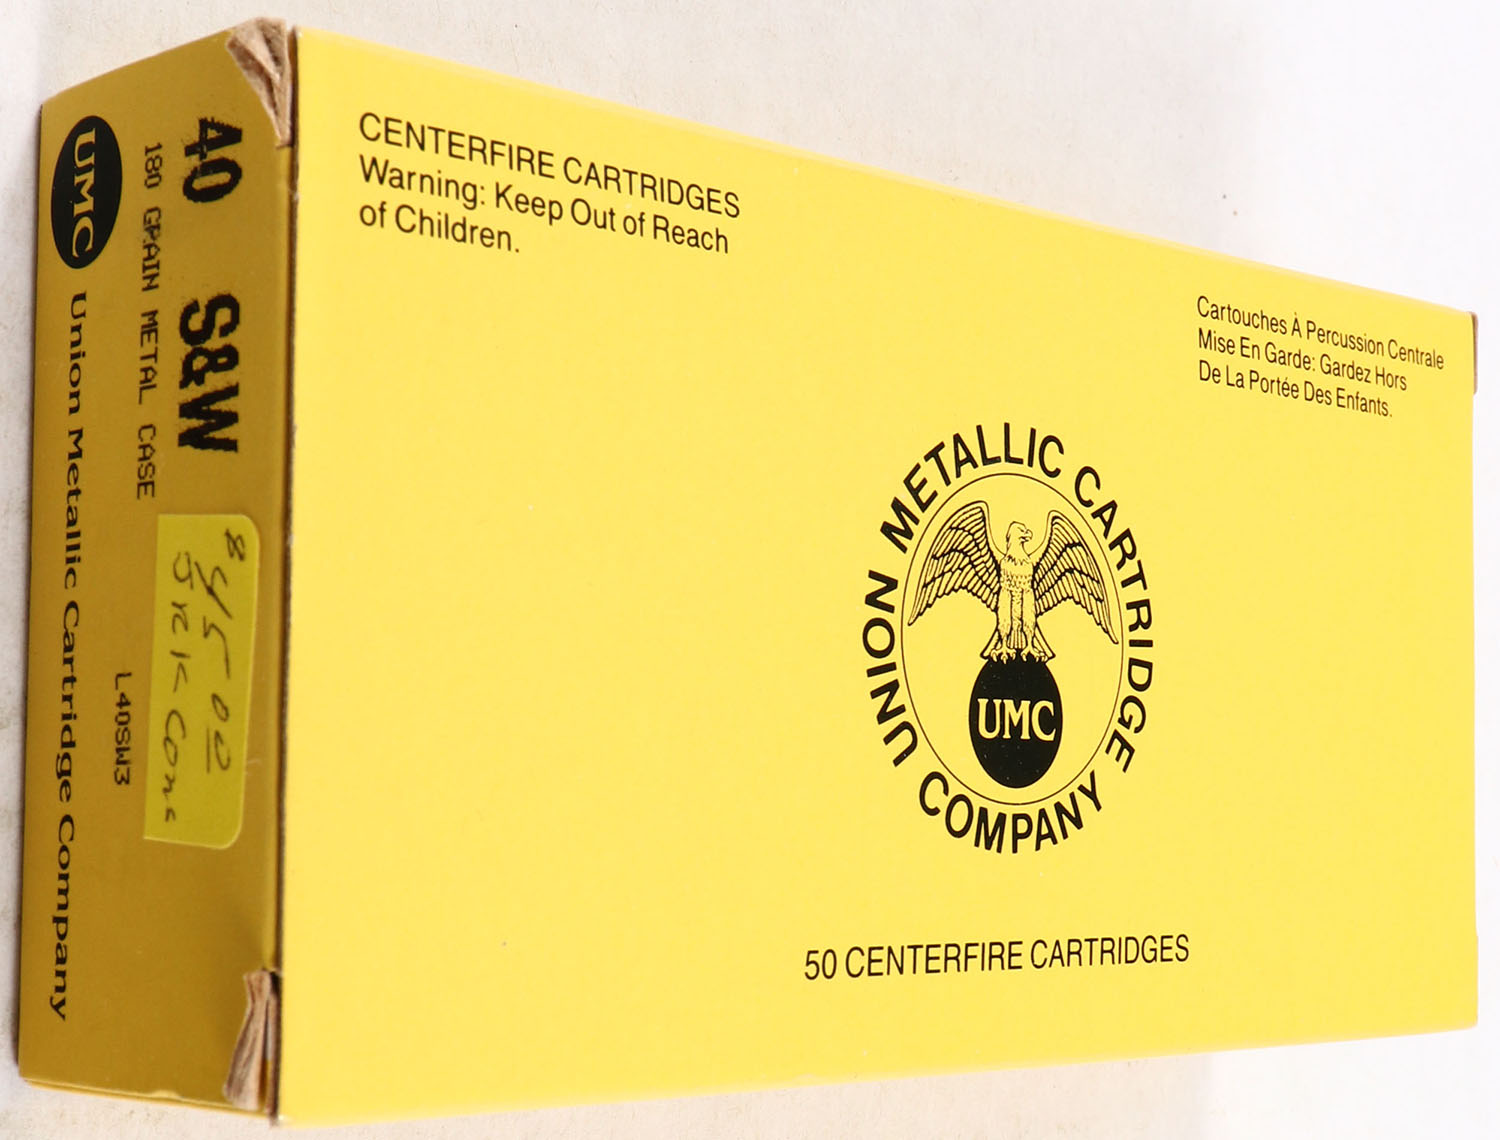 UMC Union Metallic Cartridge Company
40 S&W
180 GRAIN METAL CASE
L40SW3
CENTERFIRE CARTRIDGES
Warning: Keep Out of Reach
of Children.
Cartouches À Percussion Centrale
Mise En Garde: Gardez Hors
De La Portée Des Enfants.
UNION METALLIC CARTRIDGE COMPANY
UMC
50 CENTERFIRE CARTRIDGES